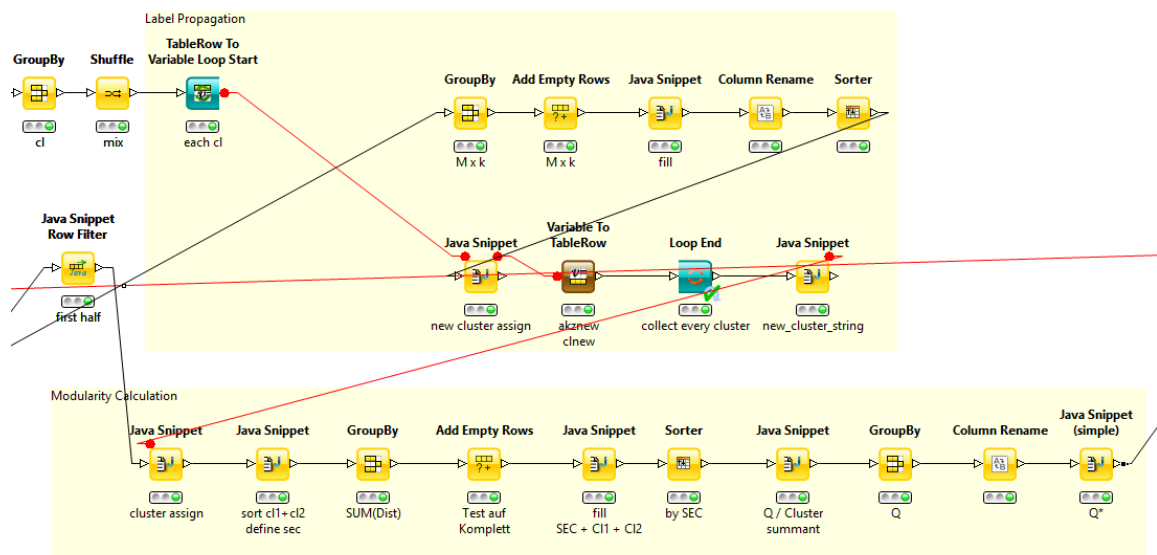 Label Propagation
GroupBy
cl
Shuffle
mix
TableRow To
Variable Loop Start
each cl
GroupBy
M x k
Add Empty Rows
M x k
Java Snippet
fill
Column Rename
Sorter
Java Snippet
Row Filter
first half
Java Snippet
new cluster assign
Variable To
TableRow
akznew
clnew
Loop End
collect every cluster
Java Snippet
new_cluster_string
Modularity Calculation
Java Snippet
cluster assign
Java Snippet
sort cl1+cl2
define sec
GroupBy
SUM(Dist)
Add Empty Rows
Test auf
Komplett
Java Snippet
fill
SEC + Cl1 + Cl2
Sorter
by SEC
Java Snippet
Q / Cluster
summant
GroupBy
Q
Column Rename
Java Snippet
(simple)
Q*